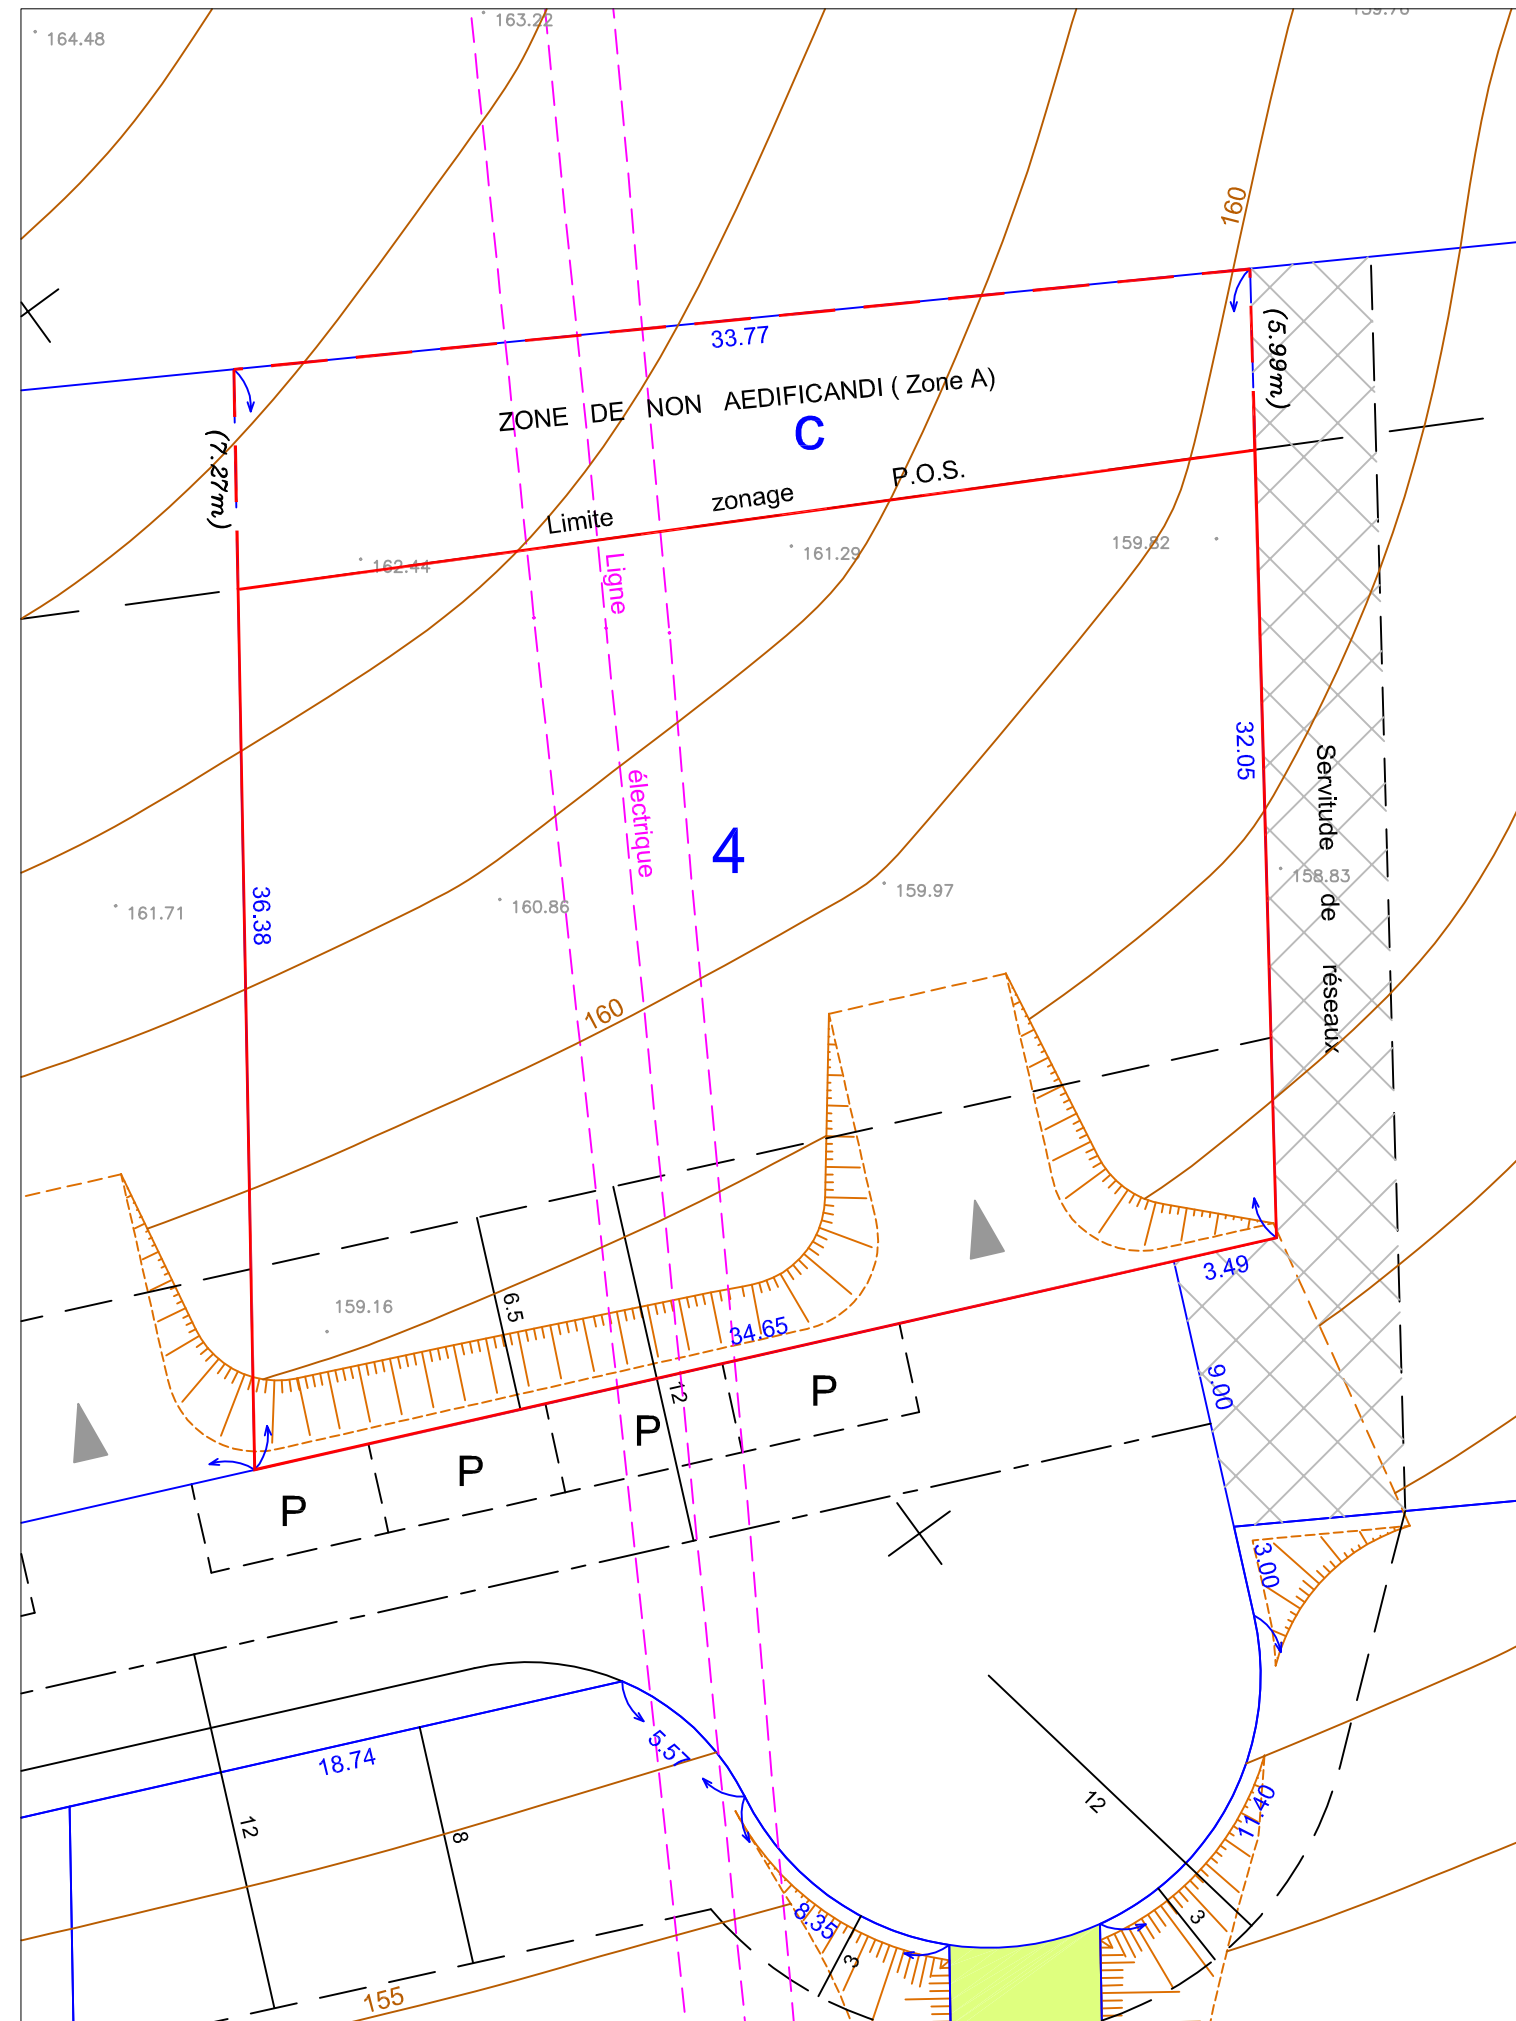 163.22
164.48
160
33.77
(5.99m.)
ZONE DE NON AEDIFICANDI ( Zone A)
c
(7.27m.)
P.O.S.
zonage
Limite
162.44
161.29
159.82
Ligne
32.05
Servitude de réseaux
électrique
4
158.83
36.38
161.71
160.86
159.97
160
3.49
159.16
6.5
34.65
12
9.00
P
P
P
P
3.00
5.57
18.74
12
8
12
11.40
8.35
3
3
155